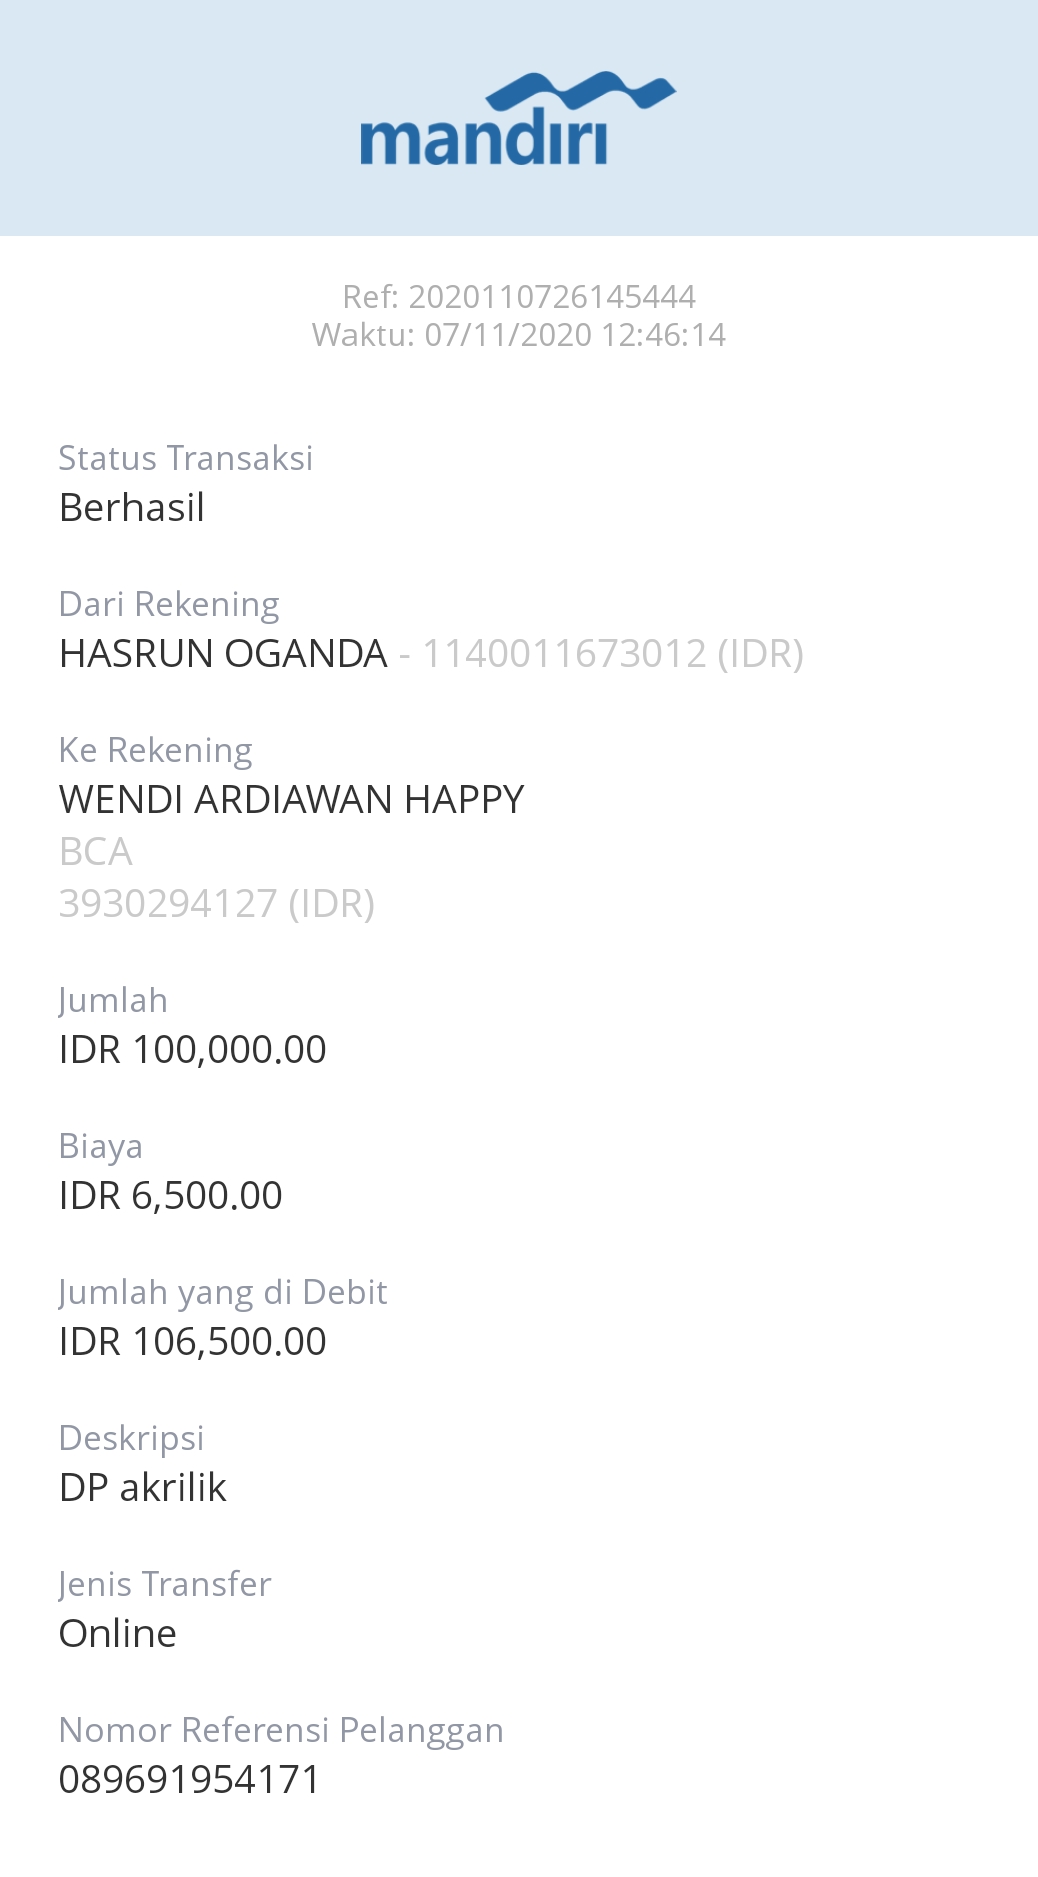 mandiri
Ref: 2020110726145444
Waktu: 07/11/2020 12:46:14
Status Transaksi
Berhasil
Dari Rekening
HASRUN OGANDA - 1140011673012 (IDR)
Ke Rekening
WENDI ARDIAWAN HAPPY
BCA
3930294127 (IDR)
Jumlah
IDR 100,000.00
Biaya
IDR 6,500.00
Jumlah yang di Debit
IDR 106,500.00
Deskripsi
DP akrilik
Jenis Transfer
Online
Nomor Referensi Pelanggan
089691954171